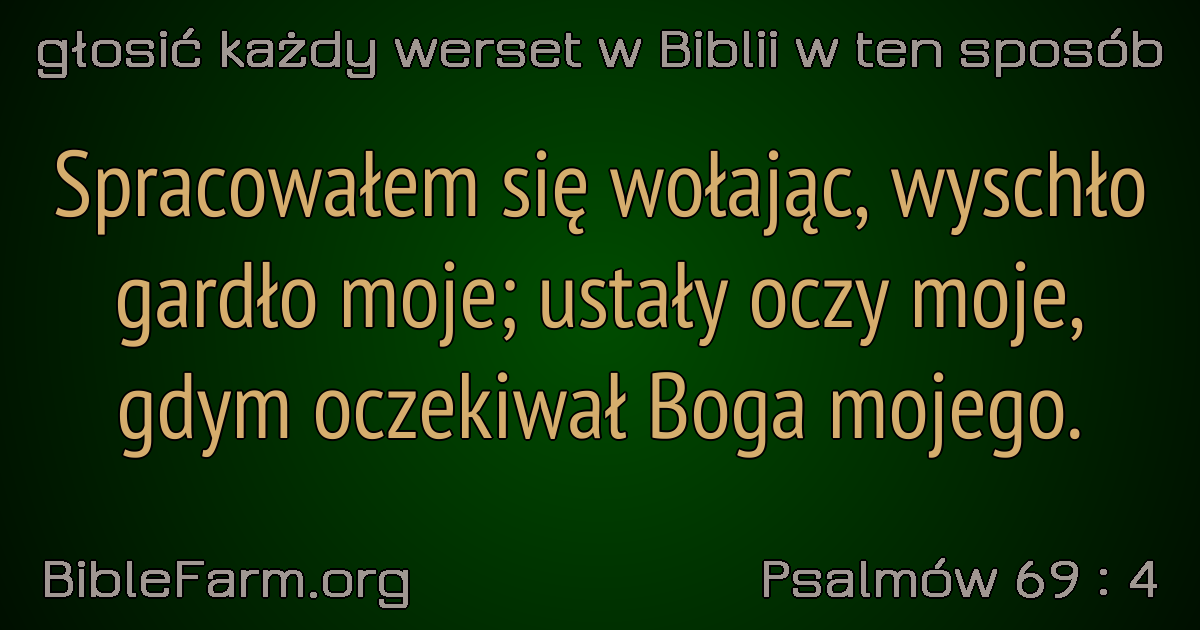 głosić każdy werset w Biblii w ten sposób
Spracowałem się wołając, wyschło
gardło moje; ustały oczy moje,
gdym oczekiwał Boga mojego.
BibleFarm.org
Psalmów 69 : 4